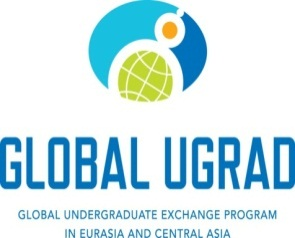 GLOBAL UGRAD
GLOBAL UNDERGRADUATE EXCHANGE PROGRAM
IN EURASIA AND CENTRAL ASIA